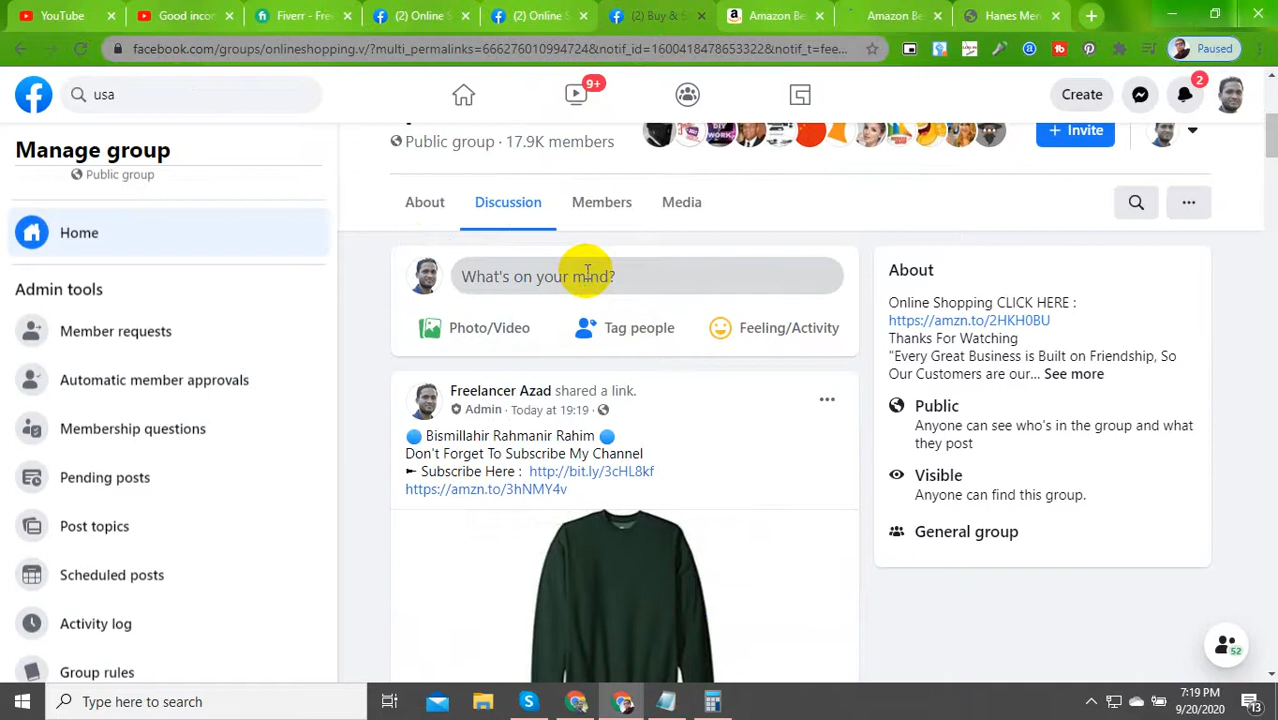 YouTube
Good incor
Fiverr - Free
(2) Online S
(2) Online S
(2) Buy & S
Amazon Be
Amazon Be
Hanes Men
facebook.com/groups/onlineshopping.v/?multi_permalinks=666276010994724&notif_id=1600418478653322&notif_t=fee...
Paused
usa
9+
Create
2
Manage group
Public group
Home
Admin tools
Member requests
Automatic member approvals
Membership questions
Pending posts
Post topics
Scheduled posts
Activity log
Group rules
Public group · 17.9K members
+ Invite
About
Discussion
Members
Media
What's on your mind?
Photo/Video
Tag people
Feeling/Activity
Freelancer Azad shared a link.
Admin · Today at 19:19 ·
Bismillahir Rahmanir Rahim
Don't Forget To Subscribe My Channel
► Subscribe Here : http://bit.ly/3cHL8kf
https://amzn.to/3hNMY4v
About
Online Shopping CLICK HERE :
https://amzn.to/2HKH0BU
Thanks For Watching
"Every Great Business is Built on Friendship, So
Our Customers are our... See more
Public
Anyone can see who's in the group and what
they post
Visible
Anyone can find this group.
General group
52
Type here to search
7:19 PM
9/20/2020
13